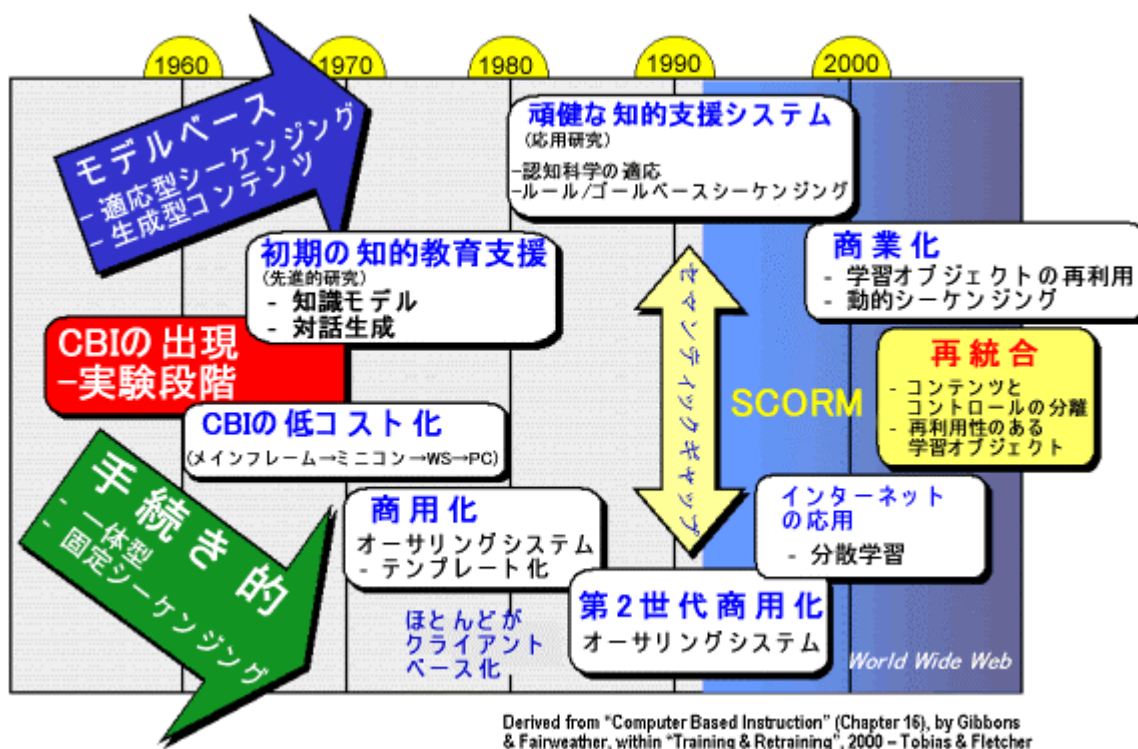 1960
1970
1980
1990
2000
モデルベース
- 適応型シーケンジング
- 生成型コンテンツ
頑健な知的支援システム
(応用研究)
-認知科学の適応
-ルール/ゴールベースシーケンジング
初期の知的教育支援
(先進的研究)
- 知識モデル
- 対話生成
商業化
- 学習オブジェクトの再利用
- 動的シーケンジング
CBIの出現
-実験段階
セマンティックギャップ
SCORM
再統合
- コンテンツと
コントロールの分離
- 再利用性のある
学習オブジェクト
CBIの低コスト化
(メインフレーム→ミニコン→WS→PC)
手続き的
- 一体型
- 固定シーケンジング
商用化
オーサリングシステム
- テンプレート化
インターネット
の応用
- 分散学習
ほとんどが
クライアント
ベース化
第2世代商用化
オーサリングシステム
World Wide Web
Derived from "Computer Based Instruction" (Chapter 16), by Gibbons
& Fairweather, within "Training & Retraining", 2000 – Tobias & Fletcher